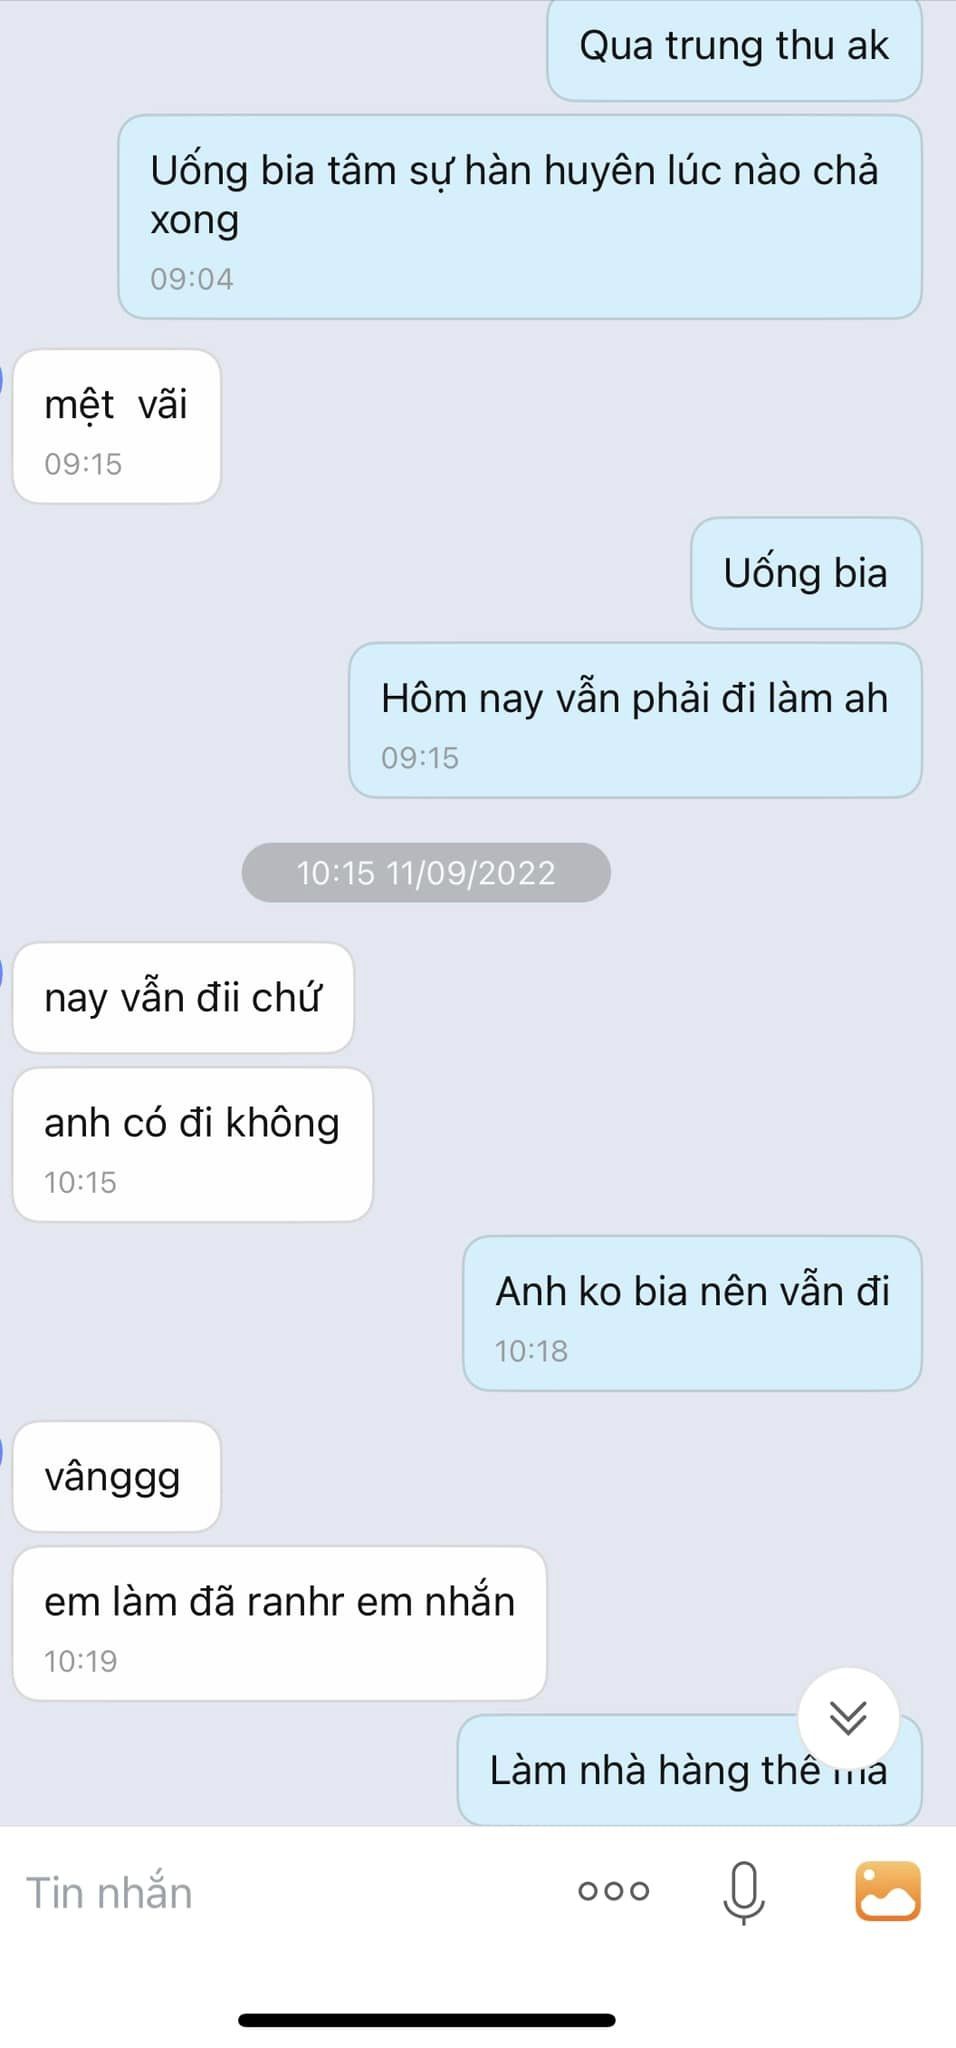 Qua trung thu ak
Uống bia tâm sự hàn huyên lúc nào chả
xong
09:04
mệt  vãi
09:15
Uống bia
Hôm nay vẫn phải đi làm ah
09:15
10:15 11/09/2022
nay vẫn đii chứ
anh có đi không
10:15
Anh ko bia nên vẫn đi
10:18
vânggg
em làm đã ranhr em nhắn
10:19
Làm nhà hàng thế
Tin nhắn